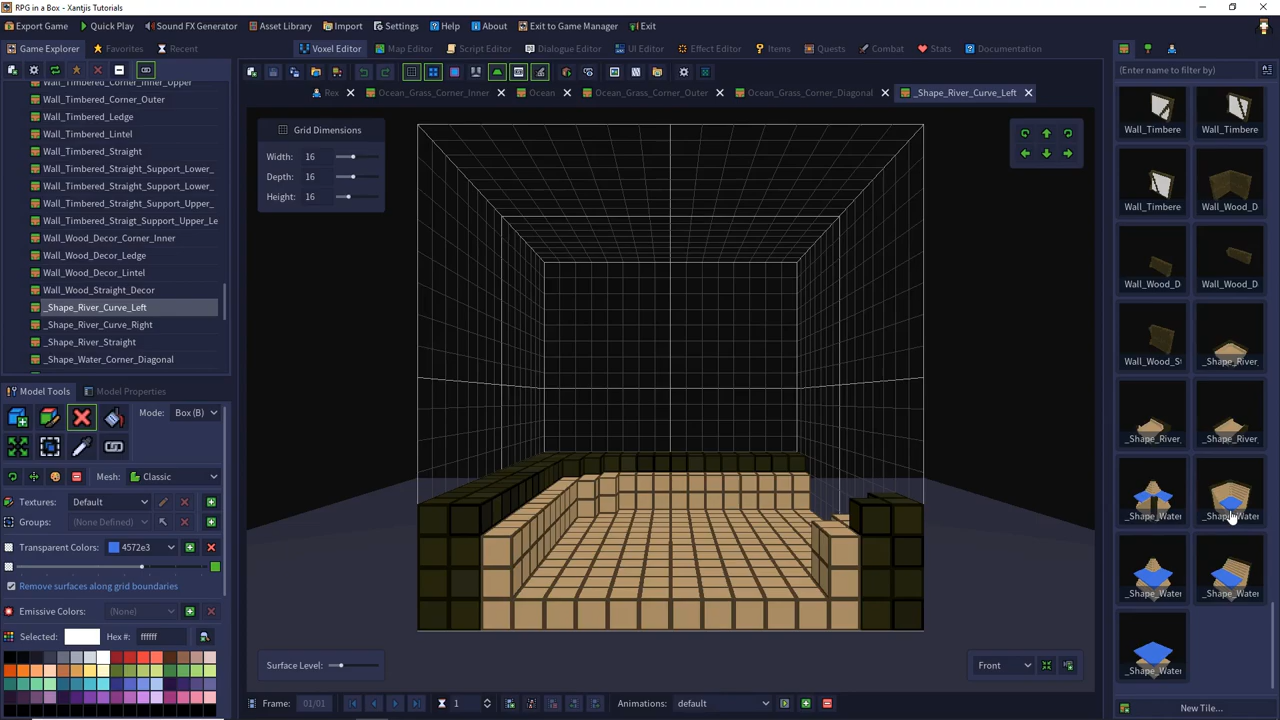 RPG in a Box - Xantjis Tutorials
Export Game Quick Play Sound FX Generator Asset Library Import Settings Help About Exit to Game Manager Exit
Game Explorer Favorites Recent Voxel Editor Map Editor Script Editor Dialogue Editor UI Editor Effect Editor Items Quests Combat Stats Documentation
(Enter name to filter by)
Rex Ocean_Grass_Corner_Inner Ocean Ocean_Grass_Corner_Outer Ocean_Grass_Corner_Diagonal _Shape_River_Curve_Left
Wall_Timbered_Corner_Inner_Upper
Wall_Timbered_Corner_Outer
Wall_Timbered_Ledge
Wall_Timbered_Lintel
Wall_Timbered_Straight
Wall_Timbered_Straight_Support_Lower_
Wall_Timbered_Straight_Support_Lower_
Wall_Timbered_Straight_Support_Upper_
Wall_Timbered_Straigt_Support_Upper_Le
Wall_Wood_Decor_Corner_Inner
Wall_Wood_Decor_Ledge
Wall_Wood_Decor_Lintel
Wall_Wood_Straight_Decor
_Shape_River_Curve_Left
_Shape_River_Curve_Right
_Shape_River_Straight
_Shape_Water_Corner_Diagonal
Grid Dimensions
Width: 16
Depth: 16
Height: 16
Wall_Timbere Wall_Timbere
Wall_Timbere Wall_Wood_D
Wall_Wood_D Wall_Wood_D
Wall_Wood_St _Shape_River_
_Shape_River_ _Shape_River_
_Shape_Water _Shape_Water
_Shape_Water _Shape_Water
_Shape_Water
New Tile...
Model Tools Model Properties
Mode: Box (B)
Mesh: Classic
Textures: Default
Groups: (None Defined)
Transparent Colors: 4572e3
Remove surfaces along grid boundaries
Emissive Colors: (None)
Selected: Hex #: ffffff
Surface Level:
Front
Frame: 01/01 1 Animations: default